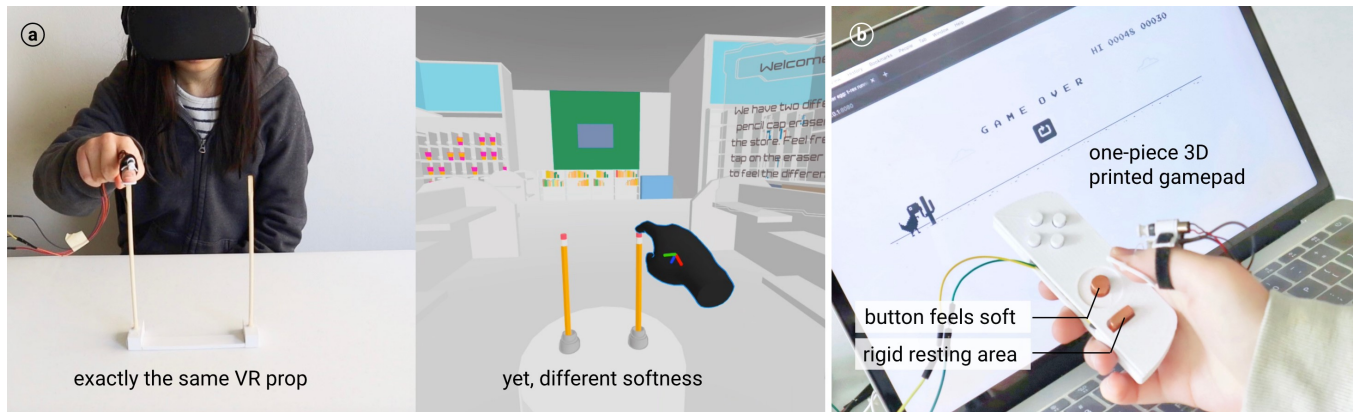 a
exactly the same VR prop
Welcome
We have two diffe
pencil cap eraser
the store. Feel fre
tap on the eraser
to feel the differen
yet, different softness
b
HI 00045 00030
GAME OVER
one-piece 3D
printed gamepad
button feels soft
rigid resting area